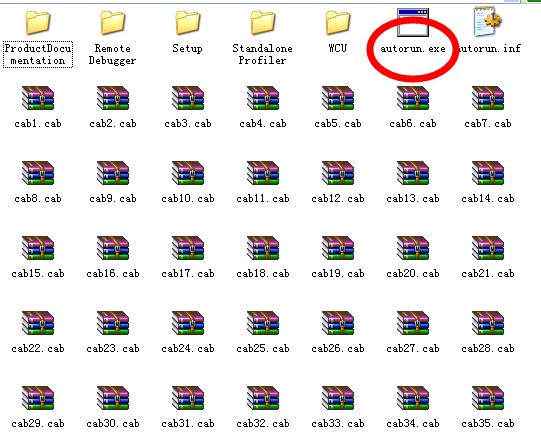 ProductDocu Remote Setup Standalone WCU autorun.exe utorun.inf
mentation Debugger Profiler
cab1.cab cab2.cab cab3.cab cab4.cab cab5.cab cab6.cab cab7.cab
cab8.cab cab9.cab cab10.cab cab11.cab cab12.cab cab13.cab cab14.cab
cab15.cab cab16.cab cab17.cab cab18.cab cab19.cab cab20.cab cab21.cab
cab22.cab cab23.cab cab24.cab cab25.cab cab26.cab cab27.cab cab28.cab
cab29.cab cab30.cab cab31.cab cab32.cab cab33.cab cab34.cab cab35.cab